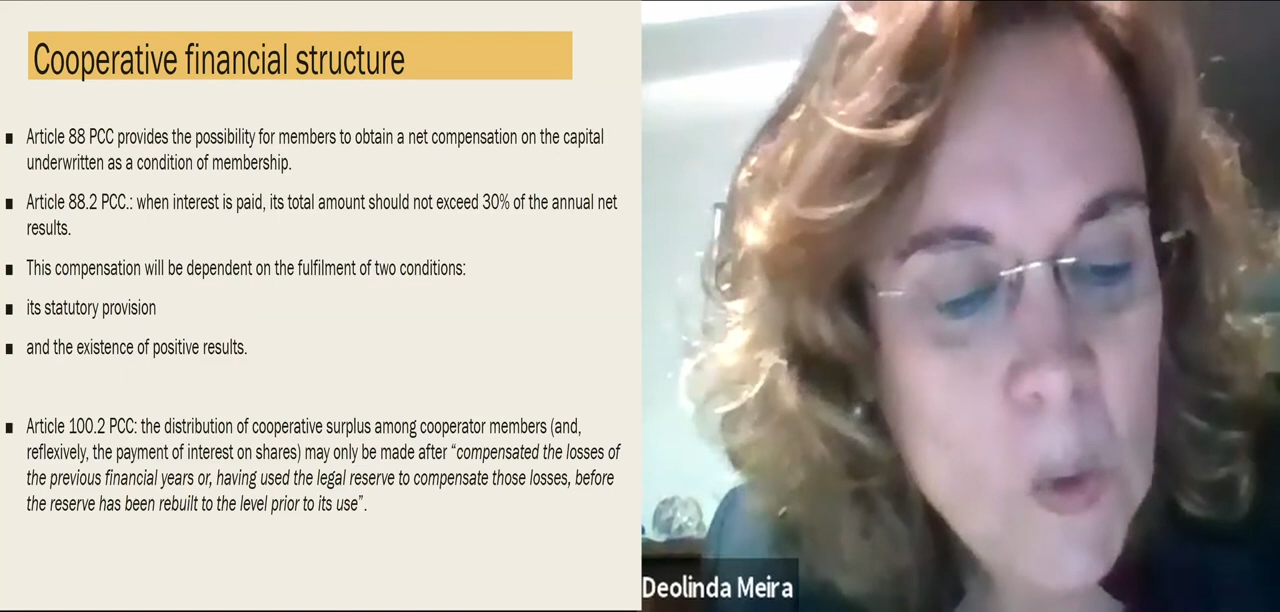 Cooperative financial structure
■ Article 88 PCC provides the possibility for members to obtain a net compensation on the capital
underwritten as a condition of membership.
■ Article 88.2 PCC.: when interest is paid, its total amount should not exceed 30% of the annual net
results.
■ This compensation will be dependent on the fulfilment of two conditions:
■ its statutory provision
■ and the existence of positive results.
■ Article 100.2 PCC: the distribution of cooperative surplus among cooperator members (and,
reflexively, the payment of interest on shares) may only be made after “compensated the losses of
the previous financial years or, having used the legal reserve to compensate those losses, before
the reserve has been rebuilt to the level prior to its use”.
Deolinda Meira